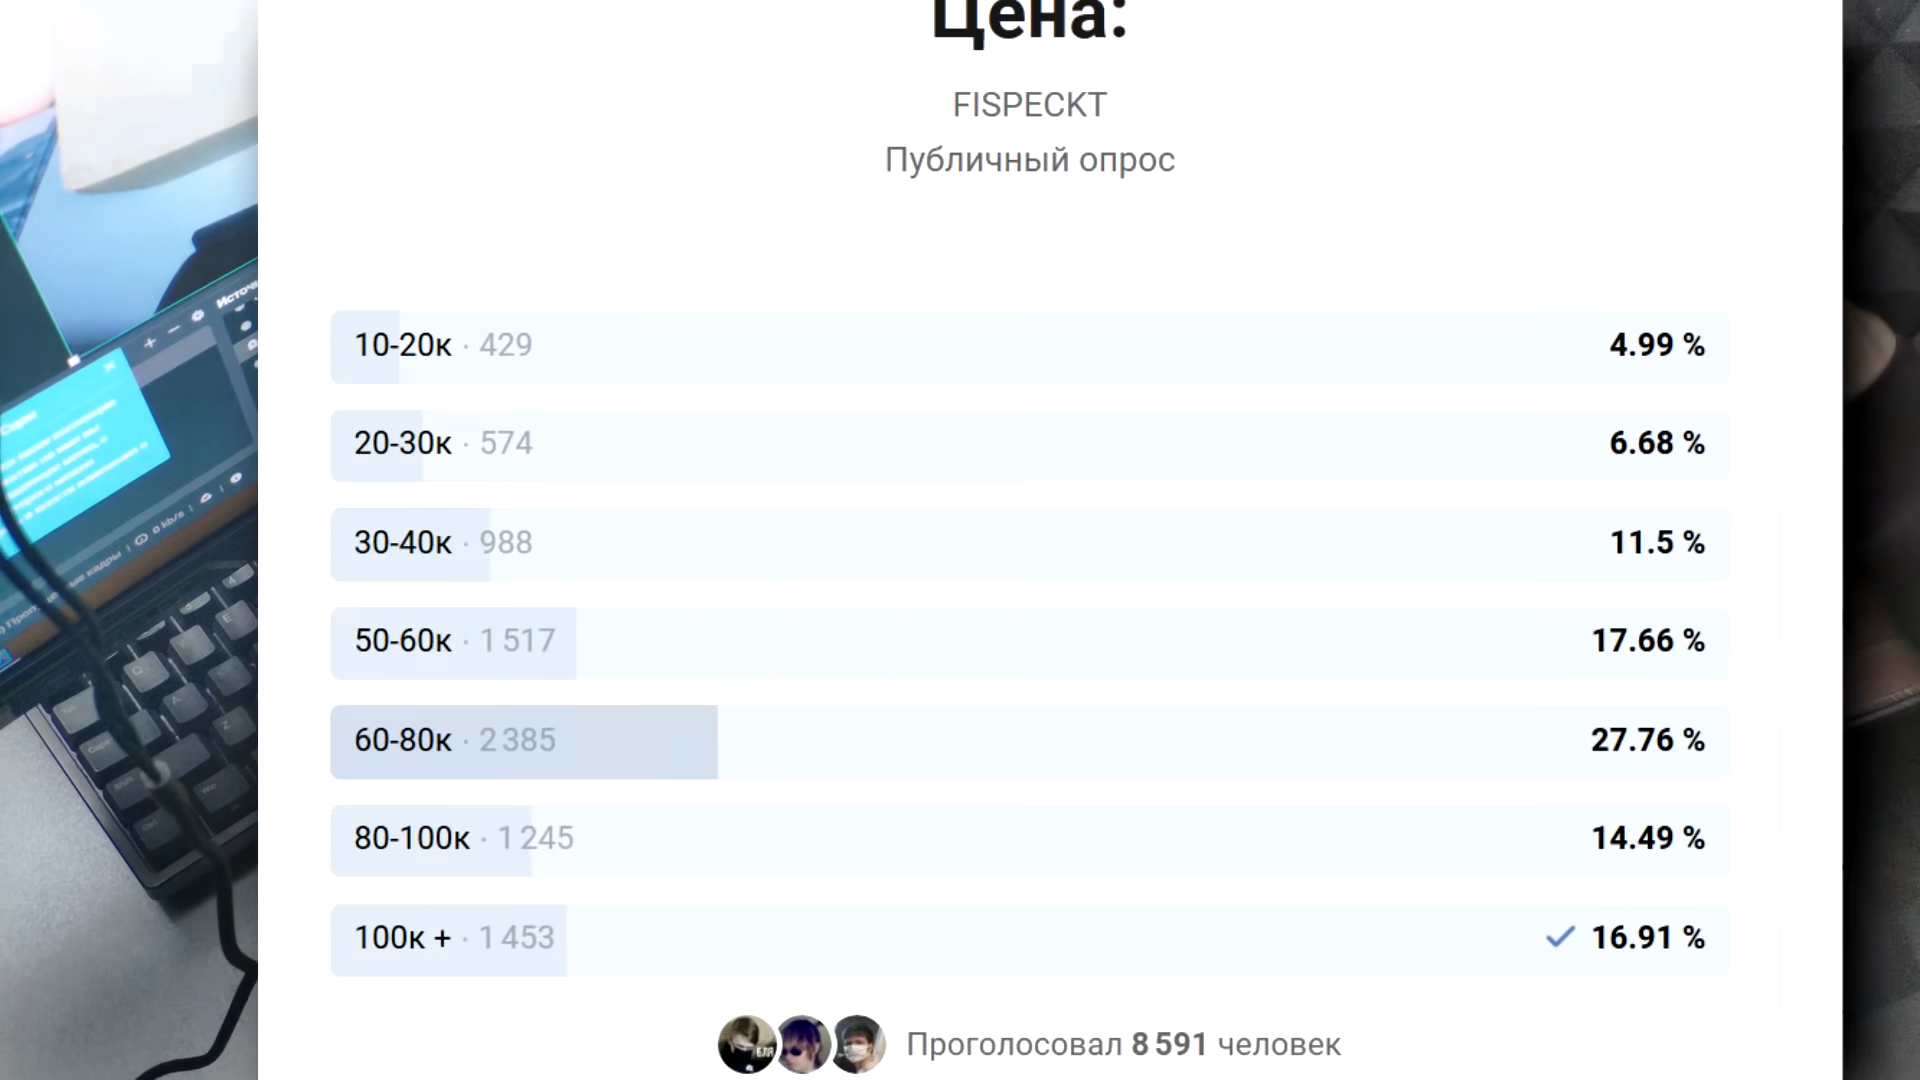 Цена:
FISPECKT
Публичный опрос
10-20к · 429 4.99 %
20-30к · 574 6.68 %
30-40к · 988 11.5 %
50-60к · 1 517 17.66 %
60-80к · 2 385 27.76 %
80-100к · 1 245 14.49 %
100к + · 1 453 16.91 %
Проголосовал 8 591 человек